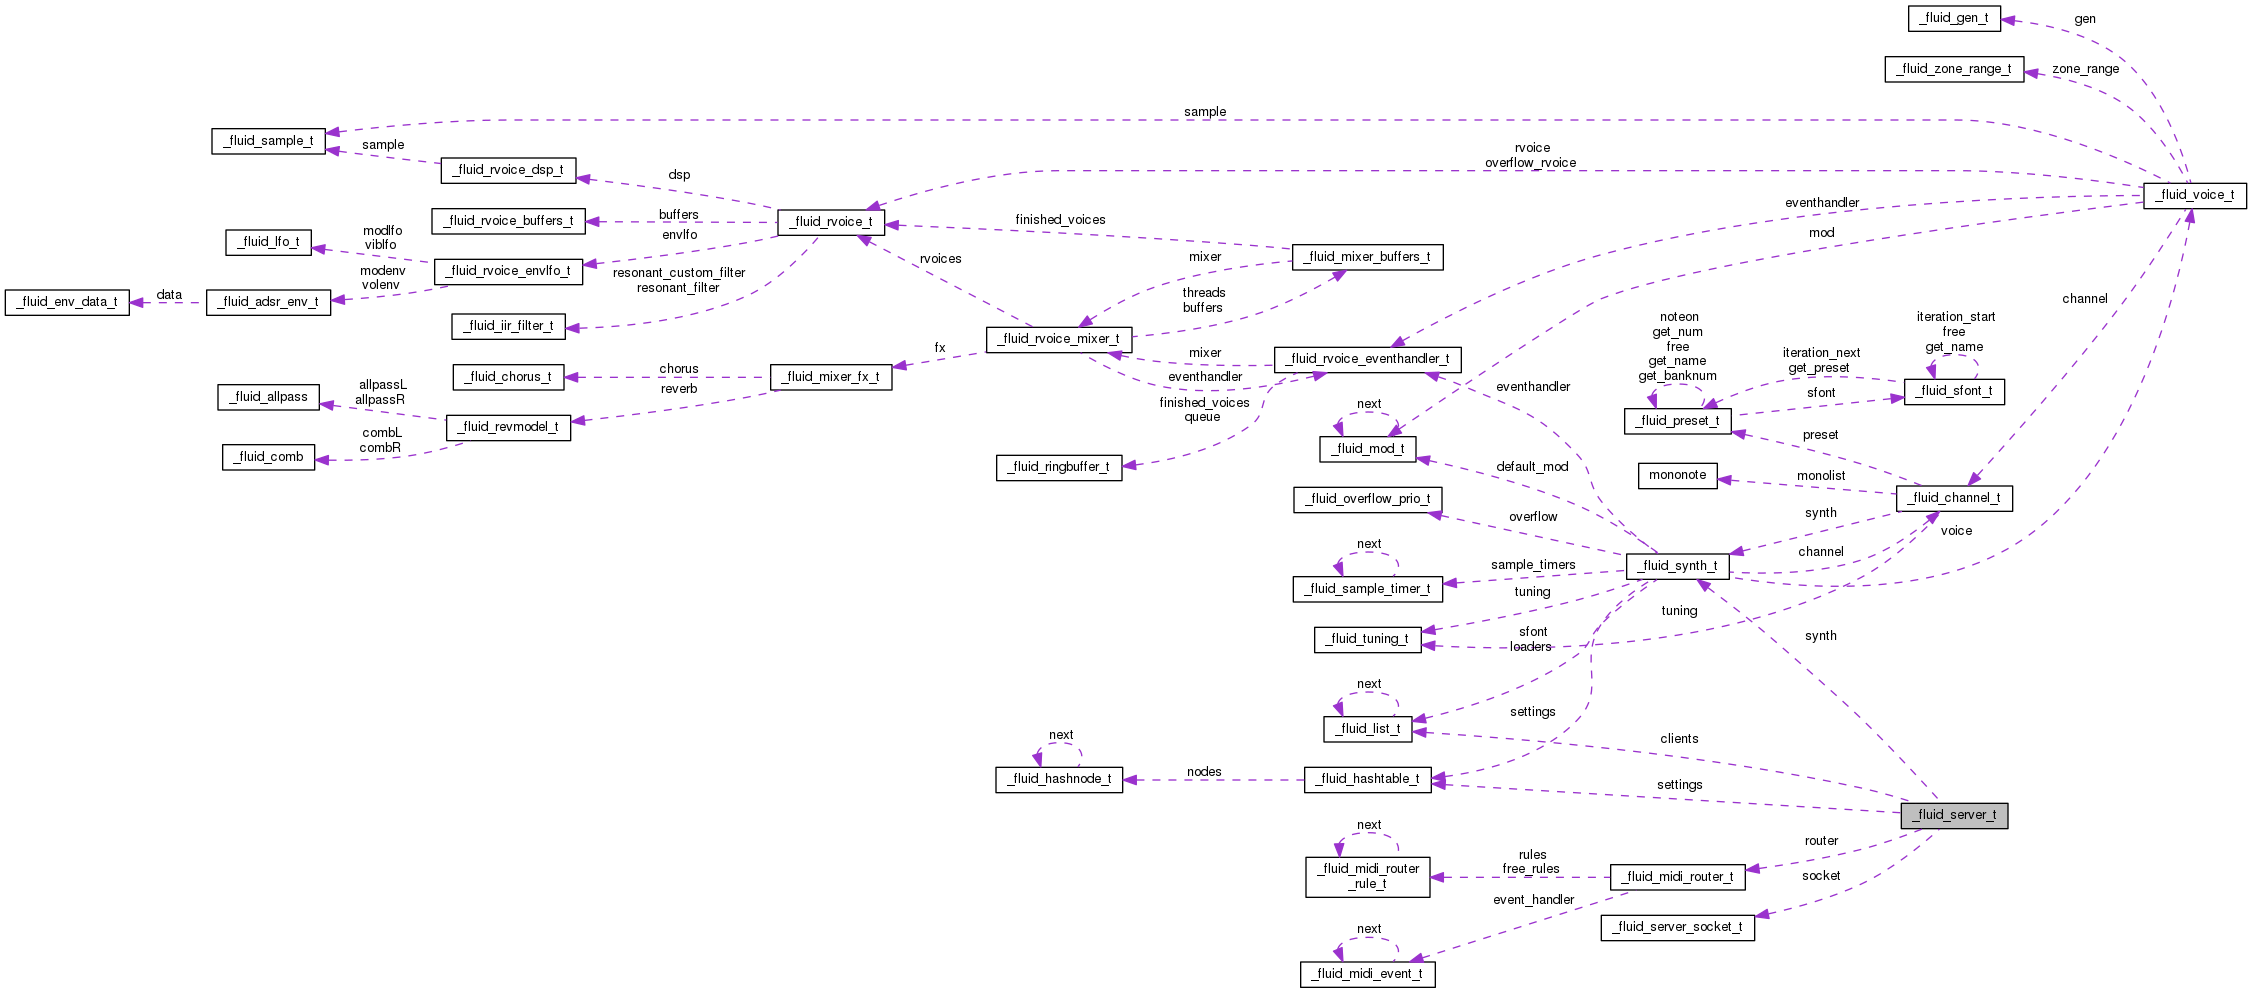 _fluid_gen_t
gen
_fluid_zone_range_t
zone_range
sample
_fluid_sample_t
sample
_fluid_rvoice_dsp_t
dsp
rvoice
overflow_rvoice
_fluid_voice_t
_fluid_rvoice_buffers_t
buffers
_fluid_rvoice_t
finished_voices
eventhandler
mod
_fluid_lfo_t
modlfo
viblfo
envlfo
_fluid_rvoice_envlfo_t
modenv
volenv
resonant_custom_filter
resonant_filter
rvoices
mixer
_fluid_mixer_buffers_t
threads
buffers
_fluid_env_data_t
data
_fluid_adsr_env_t
_fluid_iir_filter_t
_fluid_rvoice_mixer_t
channel
fx
mixer
_fluid_rvoice_eventhandler_t
noteon
get_num
free
get_name
get_banknum
iteration_start
free
get_name
iteration_next
get_preset
_fluid_chorus_t
chorus
_fluid_mixer_fx_t
eventhandler
eventhandler
_fluid_sfont_t
sfont
_fluid_preset_t
_fluid_allpass
allpassL
allpassR
reverb
_fluid_revmodel_t
finished_voices
queue
next
_fluid_mod_t
preset
_fluid_comb
combL
combR
_fluid_ringbuffer_t
default_mod
mononote
monolist
_fluid_channel_t
_fluid_overflow_prio_t
overflow
synth
voice
next
channel
sample_timers
_fluid_synth_t
_fluid_sample_timer_t
tuning
tuning
_fluid_tuning_t
sfont
loaders
synth
next
_fluid_list_t
settings
clients
next
_fluid_hashnode_t
nodes
_fluid_hashtable_t
settings
_fluid_server_t
next
router
_fluid_midi_router
_rule_t
rules
free_rules
_fluid_midi_router_t
socket
event_handler
_fluid_server_socket_t
next
_fluid_midi_event_t